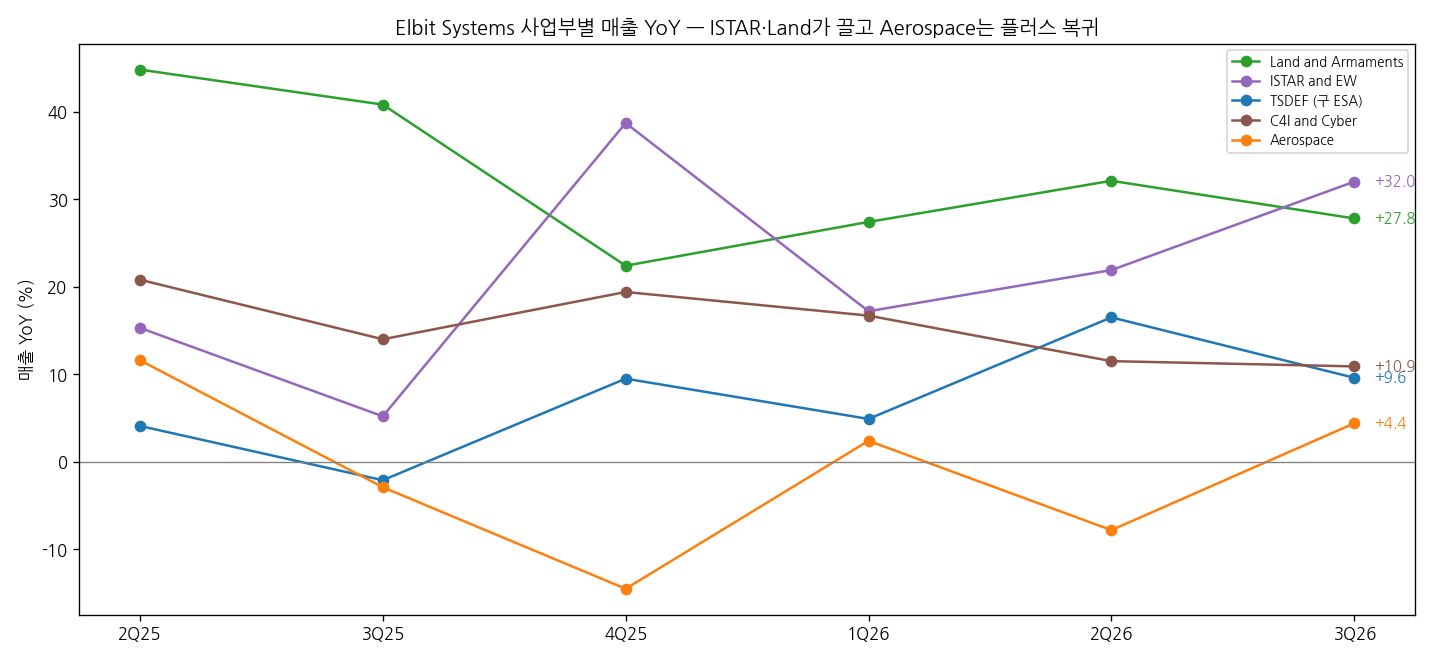 Elbit Systems 사업부별 매출 YoY — ISTAR·Land가 끌고 Aerospace는 플러스 복귀
Land and Armaments
ISTAR and EW
TSDEF (구 ESA)
C4I and Cyber
Aerospace
매출 YoY (%)
40
30
20
10
0
-10
+32.0
+27.8
+10.9
+9.6
+4.4
2Q25 3Q25 4Q25 1Q26 2Q26 3Q26